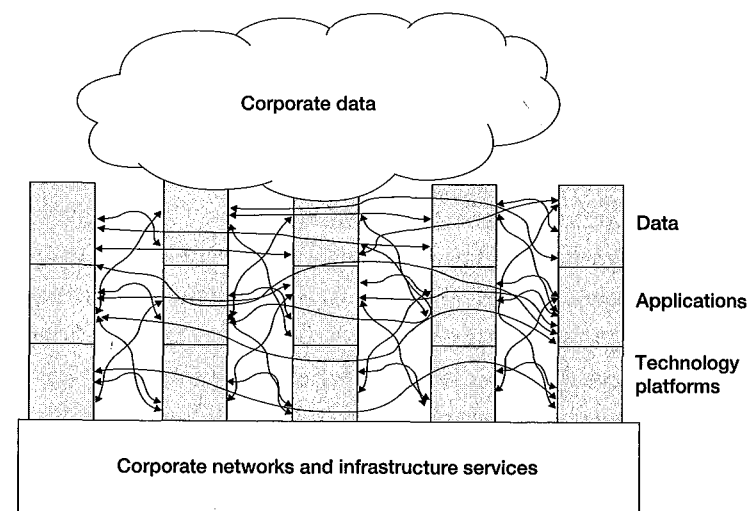 Corporate data
Data
Applications
Technology
platforms
Corporate networks and infrastructure services